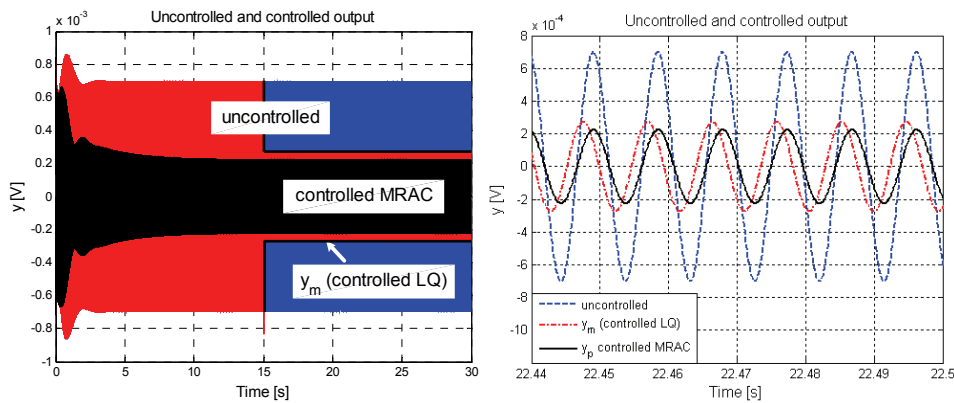 Uncontrolled and controlled output
x 10^-3
y [V]
1
0.8
0.6
0.4
0.2
0
-0.2
-0.4
-0.6
-0.8
-1
uncontrolled
controlled MRAC
y_m (controlled LQ)
0 5 10 15 20 25 30
Time [s]
Uncontrolled and controlled output
x 10^-4
y [V]
8
6
4
2
0
-2
-4
-6
-8
-10
uncontrolled
y_m (controlled LQ)
y_p controlled MRAC
22.44 22.45 22.46 22.47 22.48 22.49 22.5
Time [s]